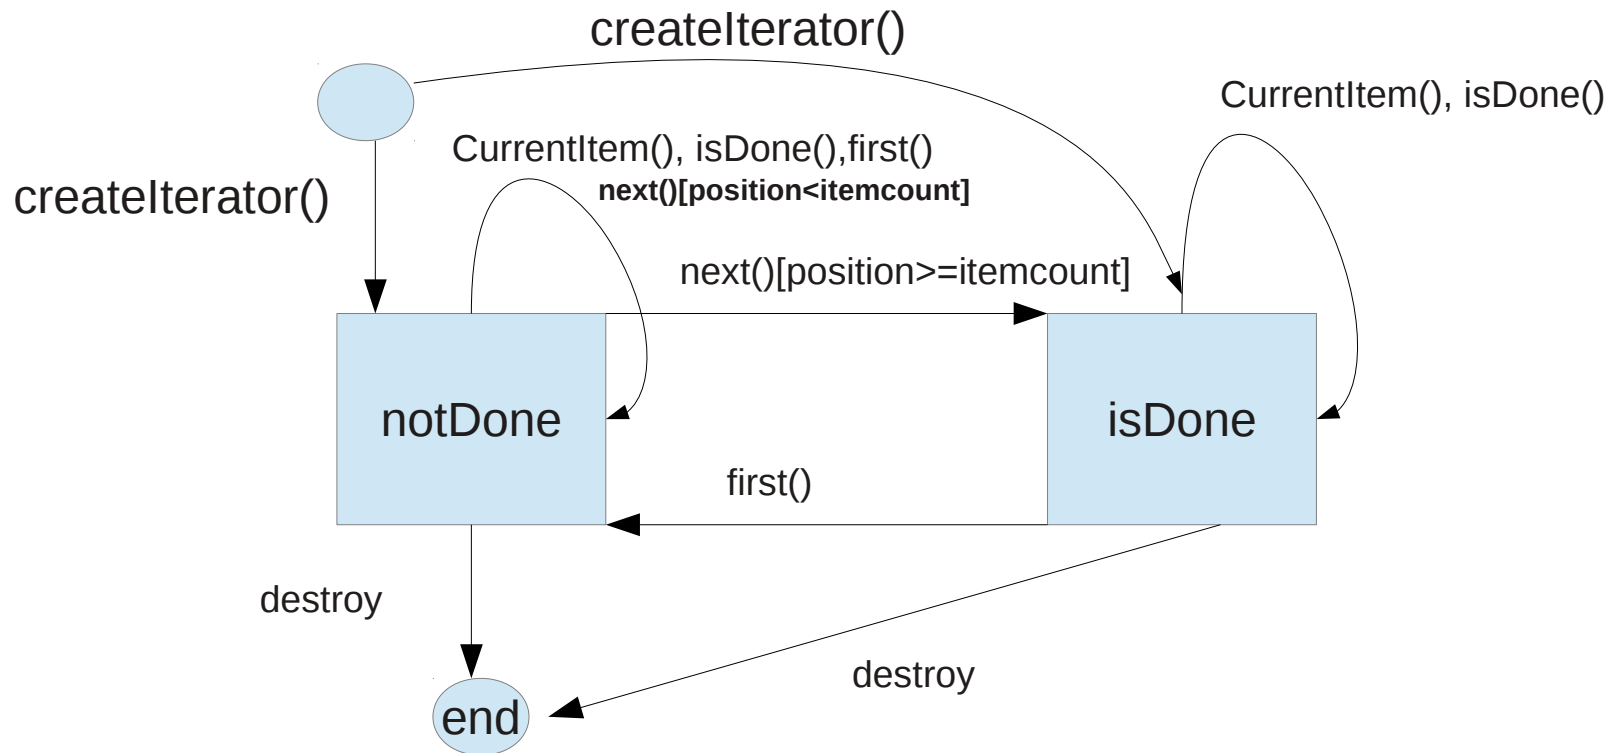 createIterator()
CurrentItem(), isDone()
CurrentItem(), isDone(),first()
next()[position<itemcount]
createIterator()
next()[position>=itemcount]
notDone
isDone
first()
destroy
destroy
end